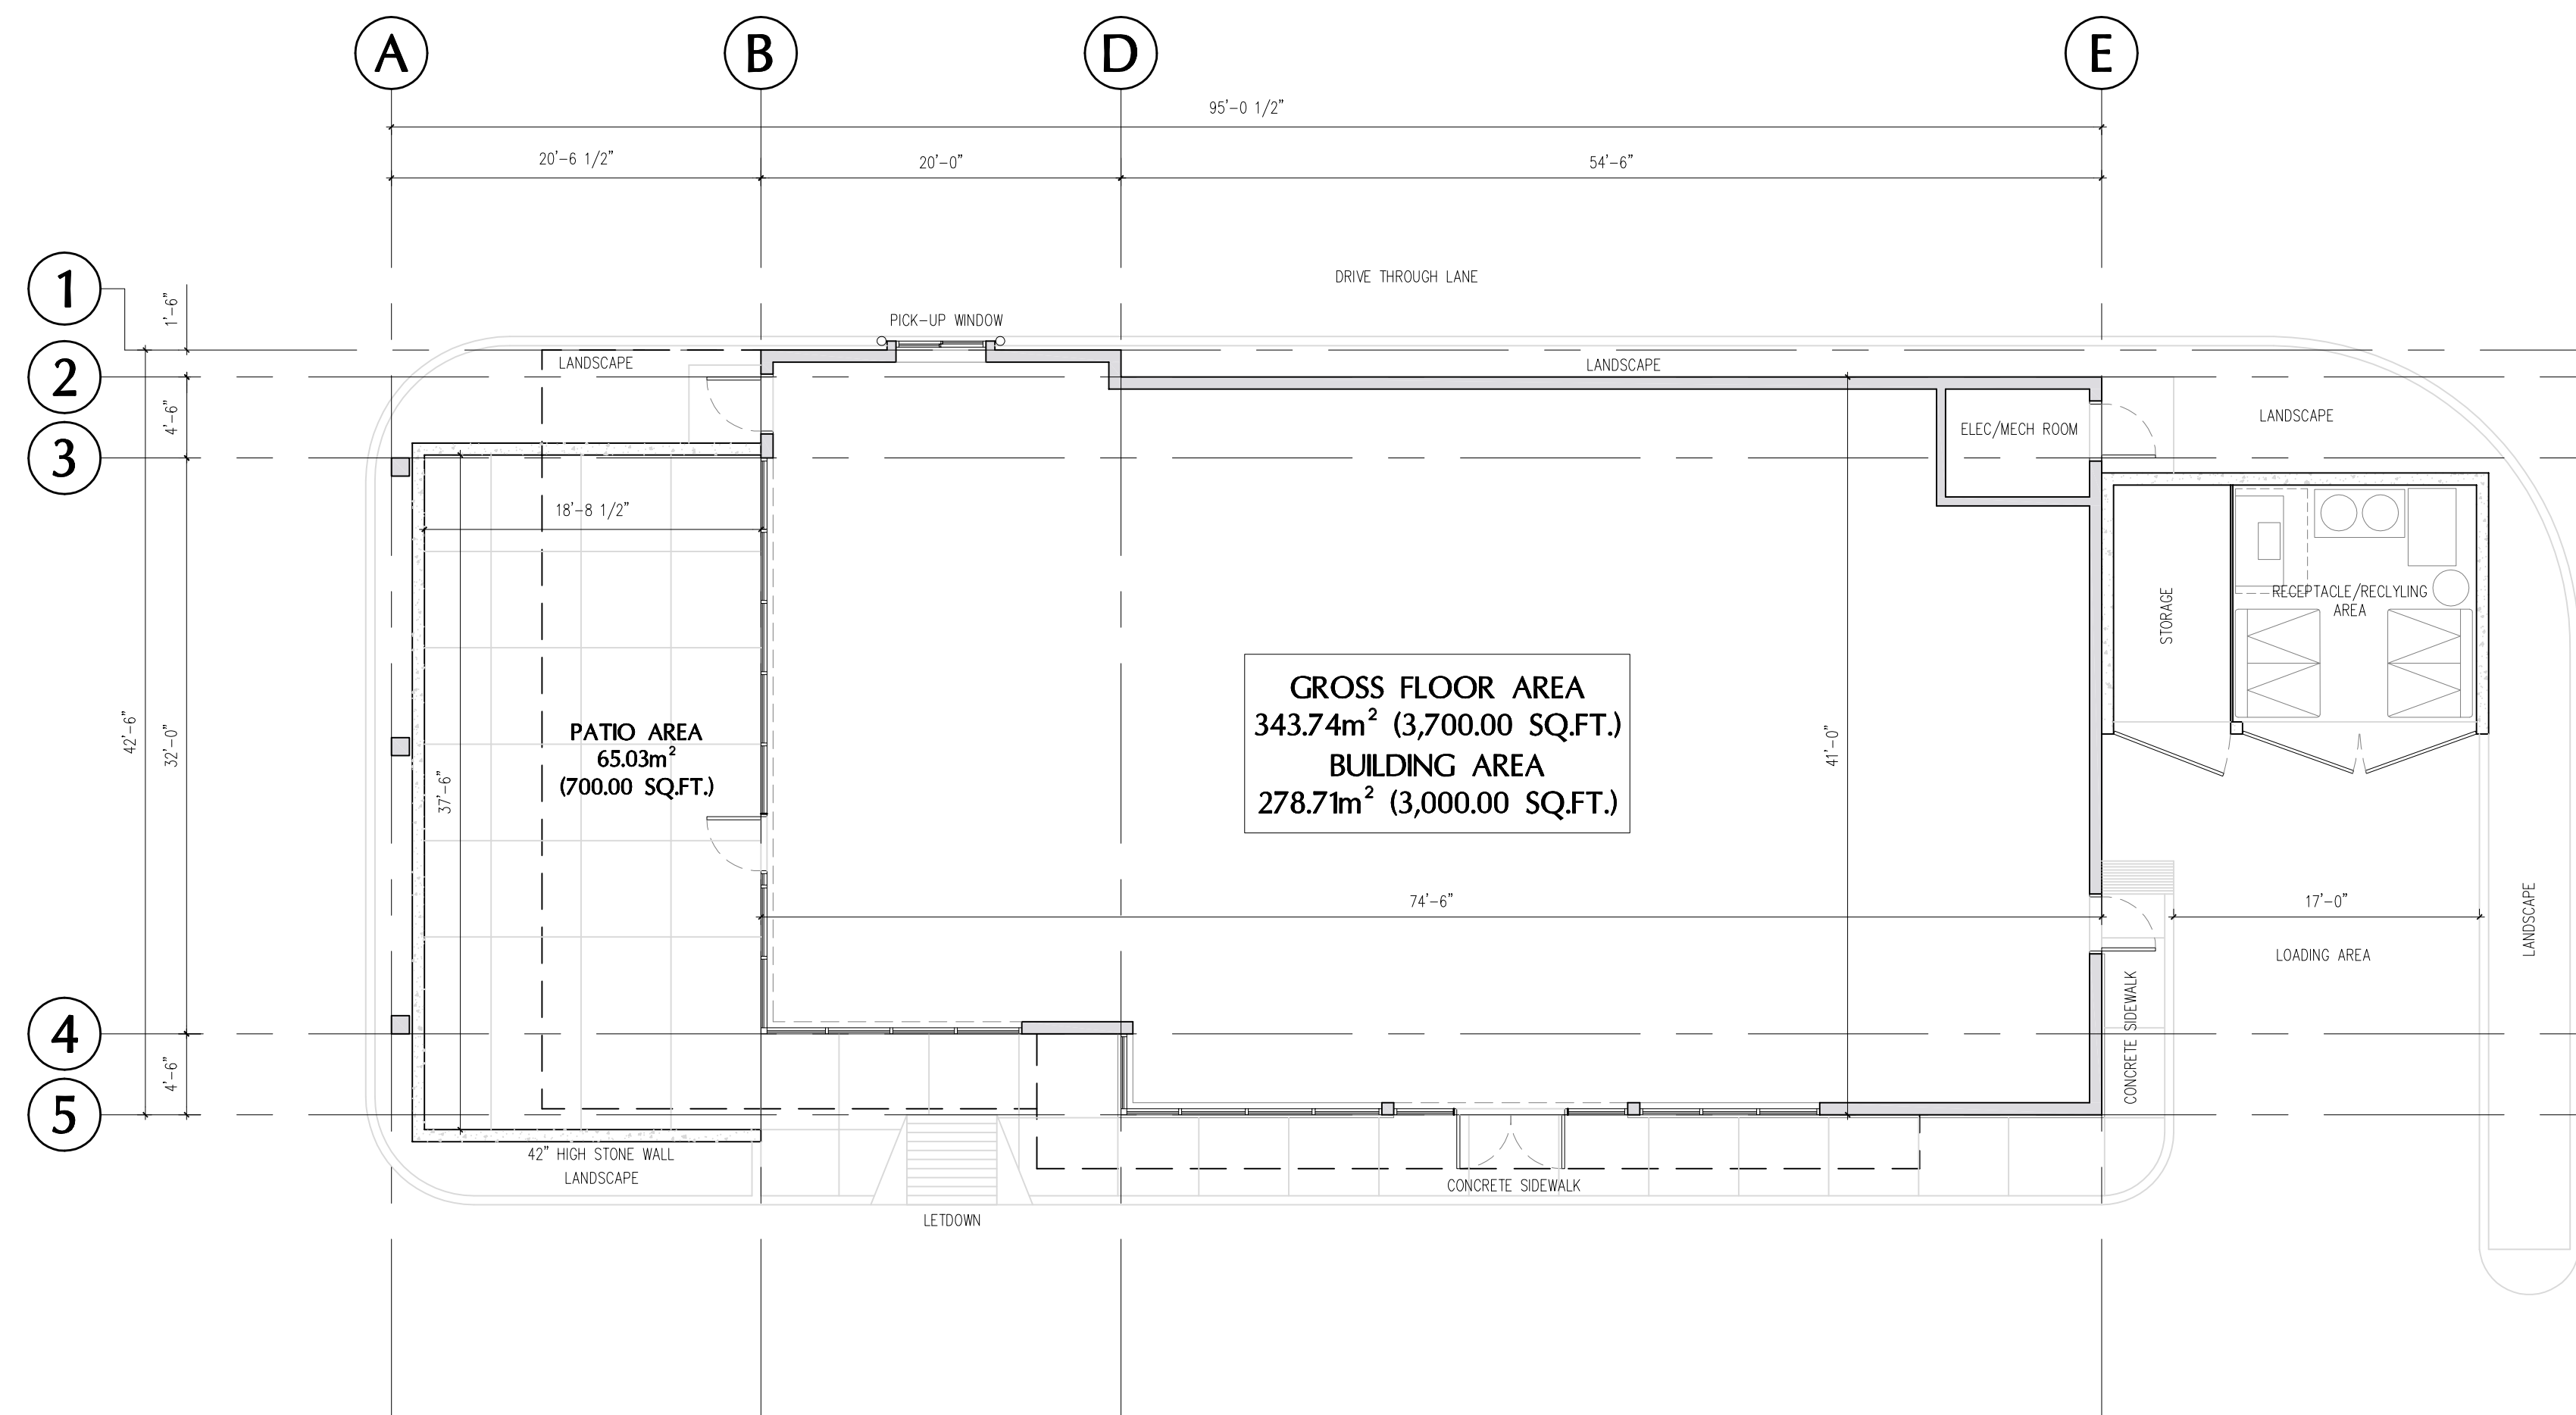 A
B
D
E
95'-0 1/2"
20'-6 1/2"
20'-0"
54'-6"
1
2
3
4
5
1'-6"
4'-6"
32'-0"
42'-6"
4'-6"
DRIVE THROUGH LANE
PICK-UP WINDOW
LANDSCAPE
LANDSCAPE
LANDSCAPE
ELEC/MECH ROOM
18'-8 1/2"
37'-6"
PATIO AREA
65.03m²
(700.00 SQ.FT.)
GROSS FLOOR AREA
343.74m² (3,700.00 SQ.FT.)
BUILDING AREA
278.71m² (3,000.00 SQ.FT.)
41'-0"
74'-6"
STORAGE
RECEPTACLE/RECLYLING
AREA
17'-0"
LOADING AREA
LANDSCAPE
CONCRETE SIDEWALK
42" HIGH STONE WALL
LANDSCAPE
CONCRETE SIDEWALK
LETDOWN